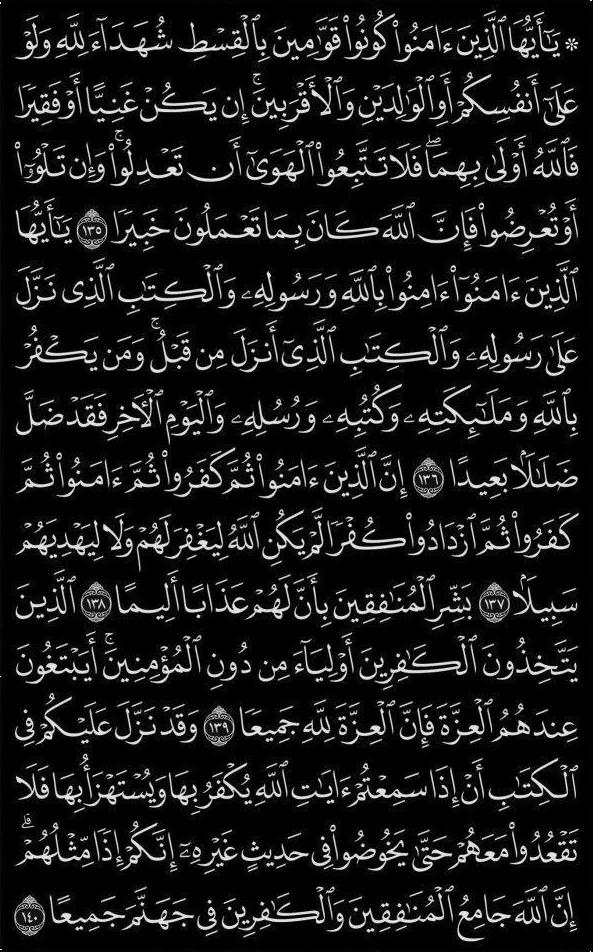 ۞ يَـٰٓأَيُّهَا ٱلَّذِينَ ءَامَنُوا۟ كُونُوا۟ قَوَّٰمِينَ بِٱلْقِسْطِ شُهَدَآءَ لِلَّهِ وَلَوْ
عَلَىٰٓ أَنفُسِكُمْ أَوِ ٱلْوَٰلِدَيْنِ وَٱلْأَقْرَبِينَ ۚ إِن يَكُنْ غَنِيًّا أَوْ فَقِيرًا
فَٱللَّهُ أَوْلَىٰ بِهِمَا ۖ فَلَا تَتَّبِعُوا۟ ٱلْهَوَىٰٓ أَن تَعْدِلُوا۟ ۚ وَإِن تَلْوُۥٓا۟
أَوْ تُعْرِضُوا۟ فَإِنَّ ٱللَّهَ كَانَ بِمَا تَعْمَلُونَ خَبِيرًا ١٣٥ يَـٰٓأَيُّهَا
ٱلَّذِينَ ءَامَنُوٓا۟ ءَامِنُوا۟ بِٱللَّهِ وَرَسُولِهِۦ وَٱلْكِتَـٰبِ ٱلَّذِى نَزَّلَ
عَلَىٰ رَسُولِهِۦ وَٱلْكِتَـٰبِ ٱلَّذِىٓ أَنزَلَ مِن قَبْلُ ۚ وَمَن يَكْفُرْ
بِٱللَّهِ وَمَلَـٰٓئِكَتِهِۦ وَكُتُبِهِۦ وَرُسُلِهِۦ وَٱلْيَوْمِ ٱلْـَٔاخِرِ فَقَدْ ضَلَّ
ضَلَـٰلًۢا بَعِيدًا ١٣٦ إِنَّ ٱلَّذِينَ ءَامَنُوا۟ ثُمَّ كَفَرُوا۟ ثُمَّ ءَامَنُوا۟ ثُمَّ
كَفَرُوا۟ ثُمَّ ٱزْدَادُوا۟ كُفْرًا لَّمْ يَكُنِ ٱللَّهُ لِيَغْفِرَ لَهُمْ وَلَا لِيَهْدِيَهُمْ
سَبِيلًۢا ١٣٧ بَشِّرِ ٱلْمُنَـٰفِقِينَ بِأَنَّ لَهُمْ عَذَابًا أَلِيمًا ١٣٨ ٱلَّذِينَ
يَتَّخِذُونَ ٱلْكَـٰفِرِينَ أَوْلِيَآءَ مِن دُونِ ٱلْمُؤْمِنِينَ ۚ أَيَبْتَغُونَ
عِندَهُمُ ٱلْعِزَّةَ فَإِنَّ ٱلْعِزَّةَ لِلَّهِ جَمِيعًا ١٣٩ وَقَدْ نَزَّلَ عَلَيْكُمْ فِى
ٱلْكِتَـٰبِ أَنْ إِذَا سَمِعْتُمْ ءَايَـٰتِ ٱللَّهِ يُكْفَرُ بِهَا وَيُسْتَهْزَأُ بِهَا فَلَا
تَقْعُدُوا۟ مَعَهُمْ حَتَّىٰ يَخُوضُوا۟ فِى حَدِيثٍ غَيْرِهِۦٓ ۚ إِنَّكُمْ إِذًا مِّثْلُهُمْ ۗ
إِنَّ ٱللَّهَ جَامِعُ ٱلْمُنَـٰفِقِينَ وَٱلْكَـٰفِرِينَ فِى جَهَنَّمَ جَمِيعًا ١٤٠